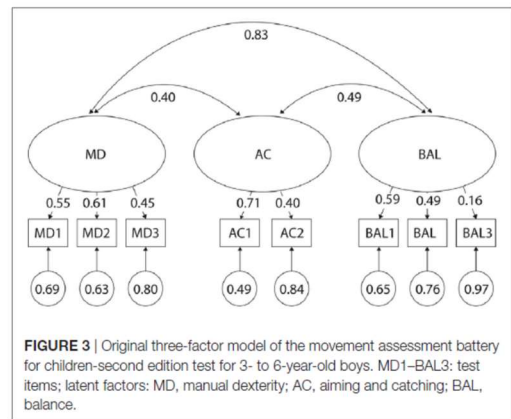 0.83
0.40 0.49
MD AC BAL
0.55 0.61 0.45 0.71 0.40 0.59 0.49 0.16
MD1 MD2 MD3 AC1 AC2 BAL1 BAL BAL3
0.69 0.63 0.80 0.49 0.84 0.65 0.76 0.97
FIGURE 3 | Original three-factor model of the movement assessment battery
for children-second edition test for 3- to 6-year-old boys. MD1–BAL3: test
items; latent factors: MD, manual dexterity; AC, aiming and catching; BAL,
balance.